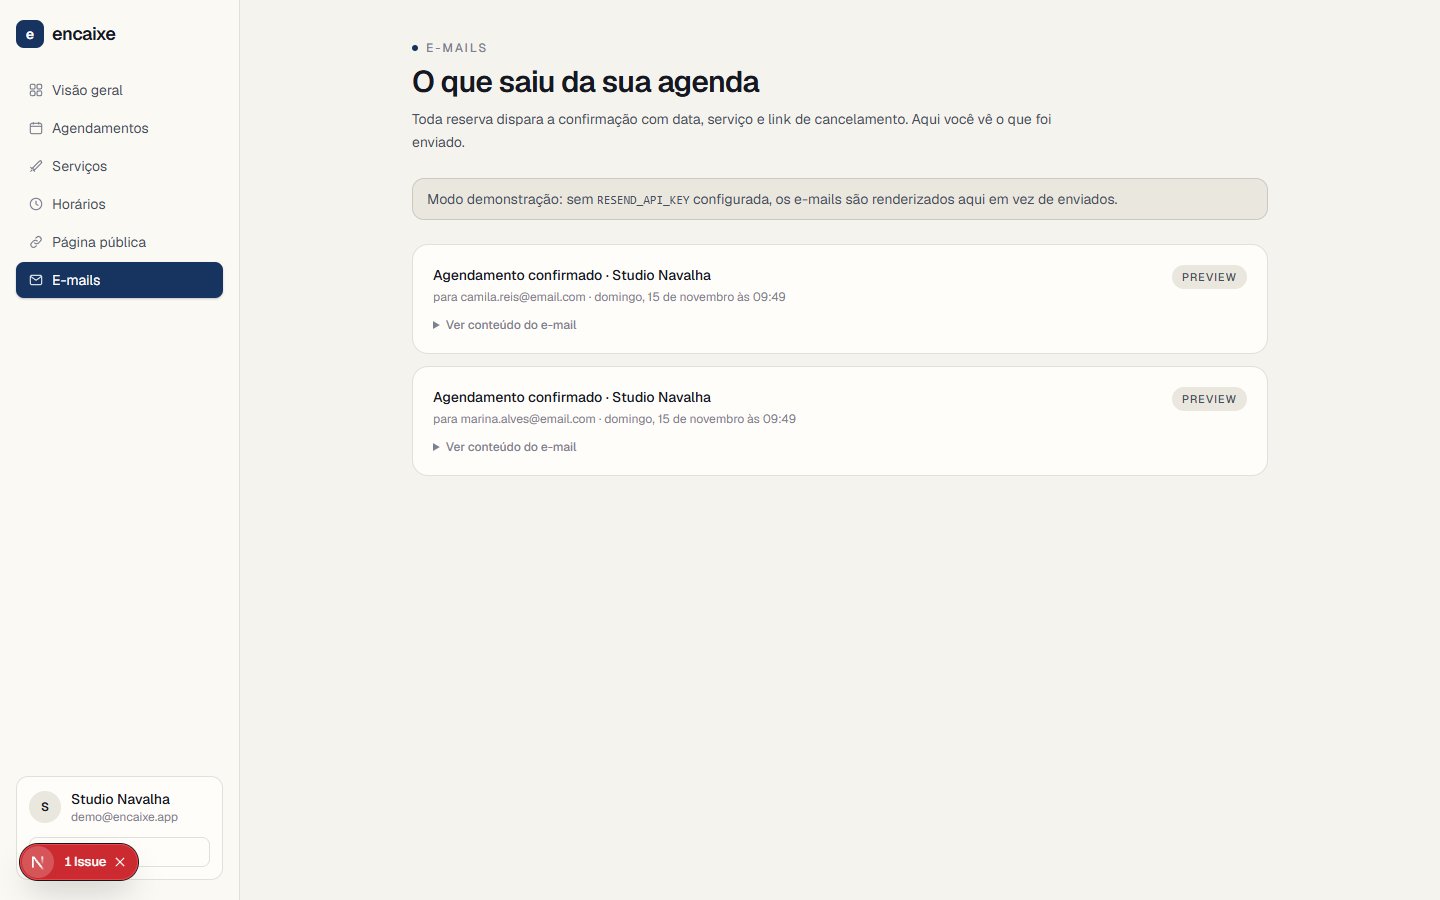 e encaixe
Visão geral
Agendamentos
Serviços
Horários
Página pública
E-mails
E-MAILS
O que saiu da sua agenda
Toda reserva dispara a confirmação com data, serviço e link de cancelamento. Aqui você vê o que foi
enviado.
Modo demonstração: sem RESEND_API_KEY configurada, os e-mails são renderizados aqui em vez de enviados.
Agendamento confirmado · Studio Navalha
PREVIEW
para camila.reis@email.com · domingo, 15 de novembro às 09:49
Ver conteúdo do e-mail
Agendamento confirmado · Studio Navalha
PREVIEW
para marina.alves@email.com · domingo, 15 de novembro às 09:49
Ver conteúdo do e-mail
S
Studio Navalha
demo@encaixe.app
N 1 Issue